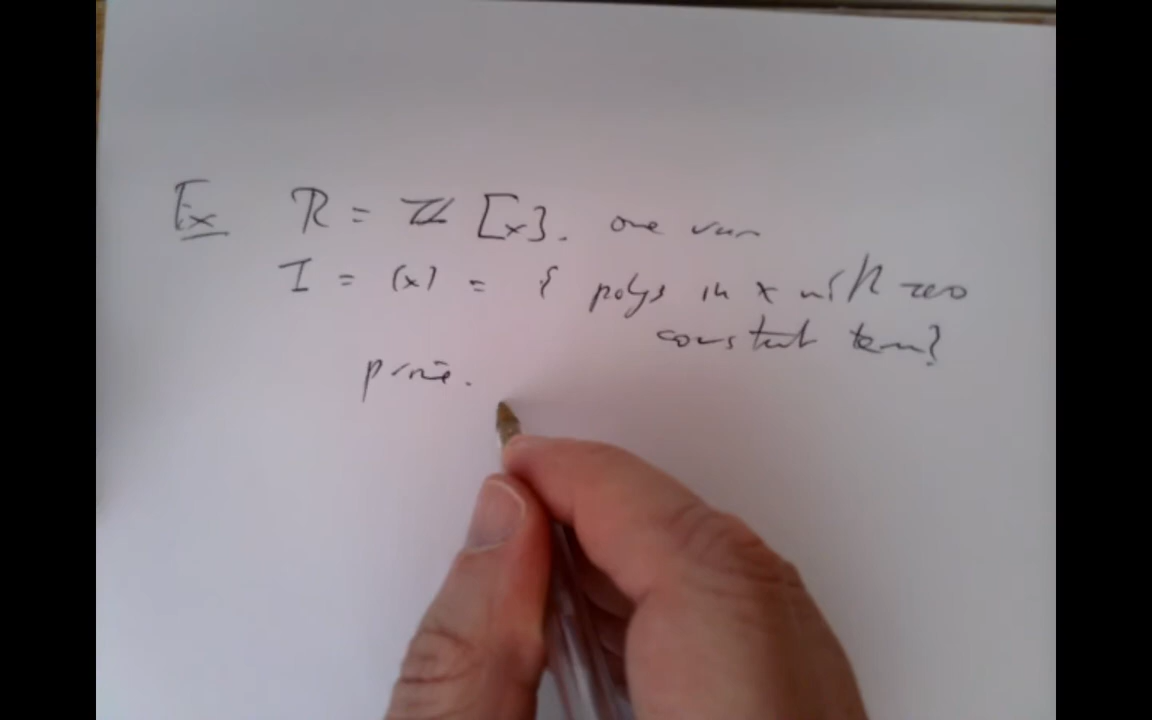 Ex R = ℤ [x]. one var
I = (x) = { polys in x with zero
constant term}
prime.